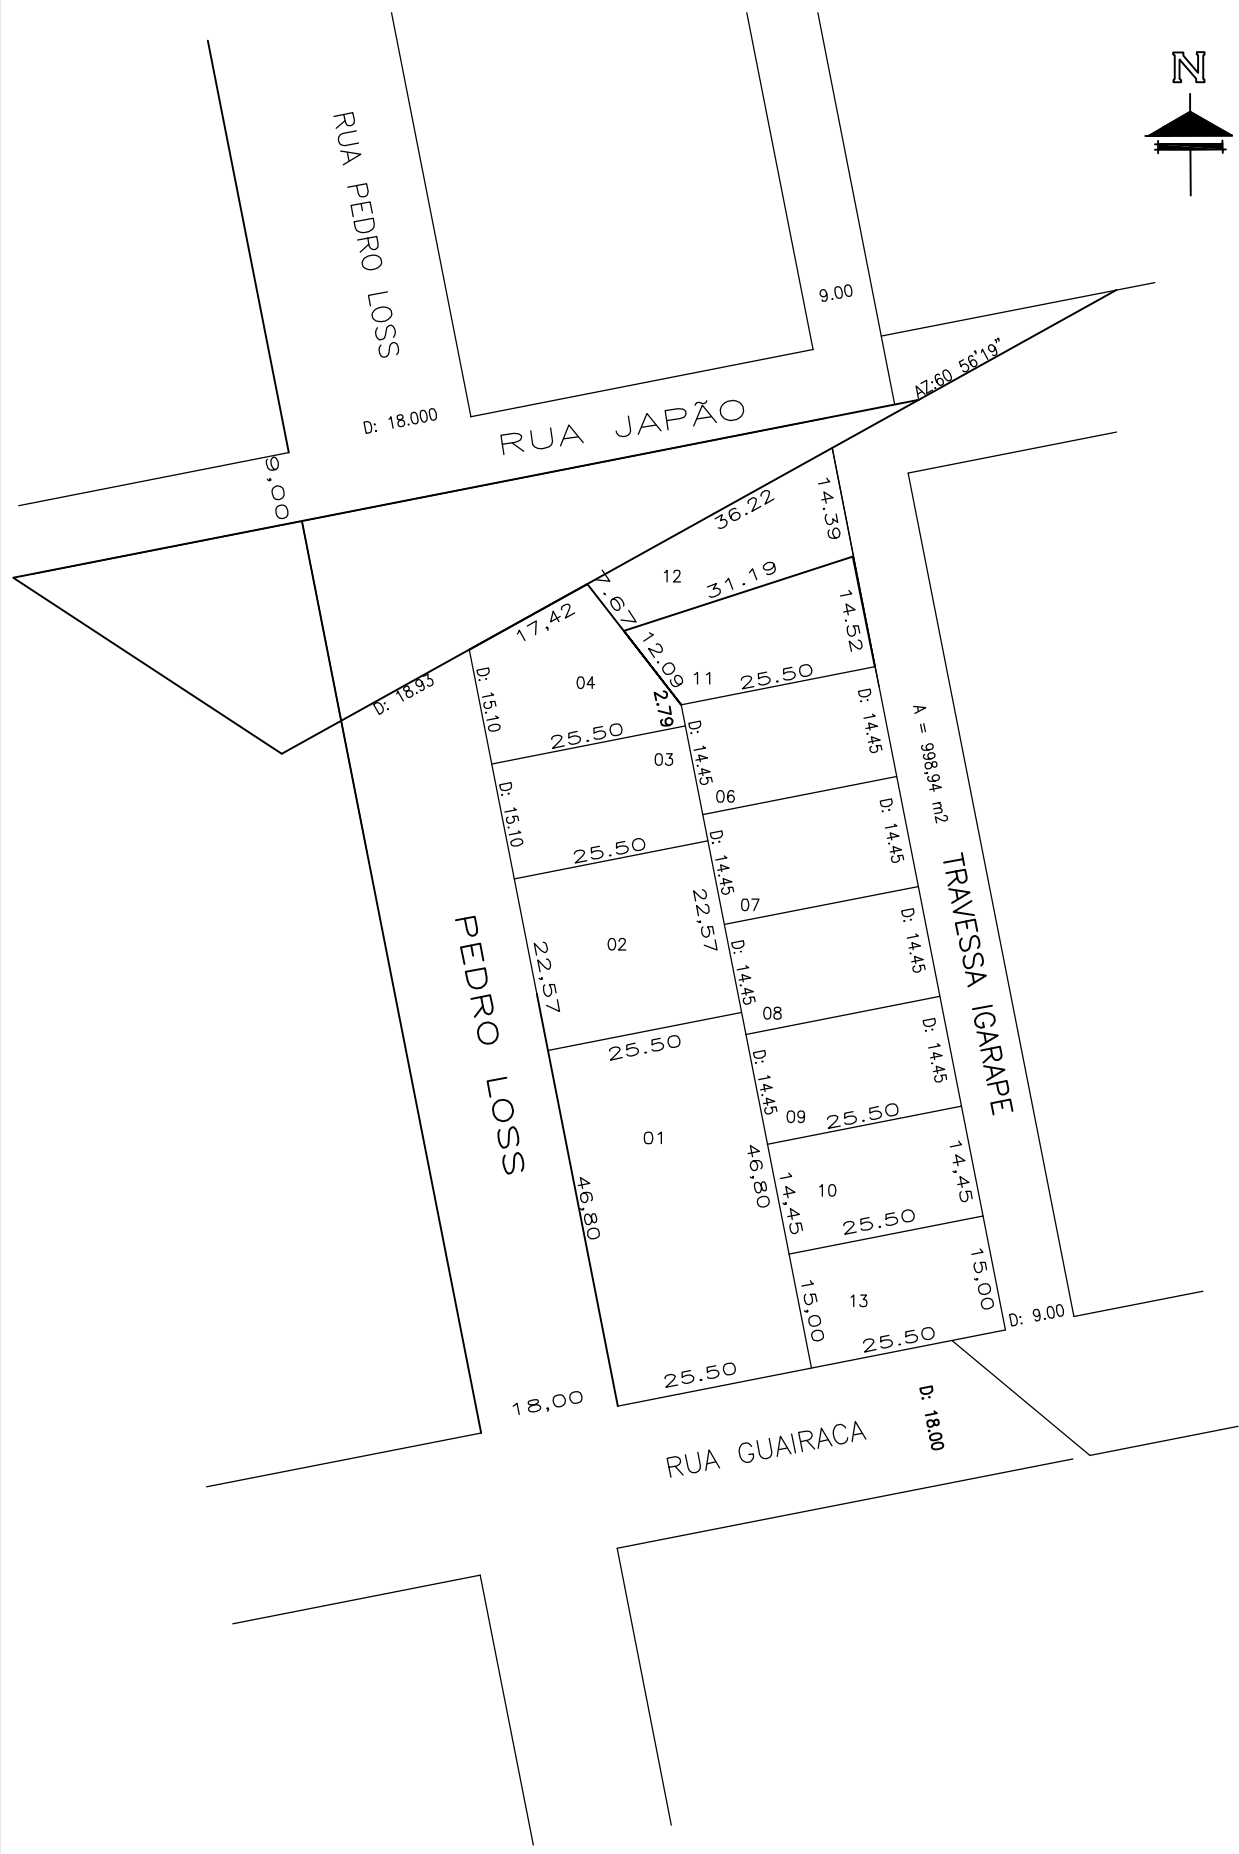 N
RUA PEDRO LOSS
9.00
AZ:60 56'19"
D: 18.000
RUA JAPÃO
9,00
36.22
14.39
12
31.19
7.67
17,42
14.52
12.09
D: 15.10
04
11
25.50
D: 18.93
2.79
25.50
D: 14.45
03
D: 14.45
A = 998,94 m2
06
D: 15.10
D: 14.45
25.50
D: 14.45
07
22,57
02
22,57
D: 14.45
D: 14.45
TRAVESSA IGARAPE
PEDRO LOSS
08
25.50
D: 14.45
D: 14.45
09
25.50
01
46,80
46,80
14,45
10
14,45
25.50
15,00
13
15,00
25.50
D: 9.00
25.50
18,00
D: 18.00
RUA GUAIRACA